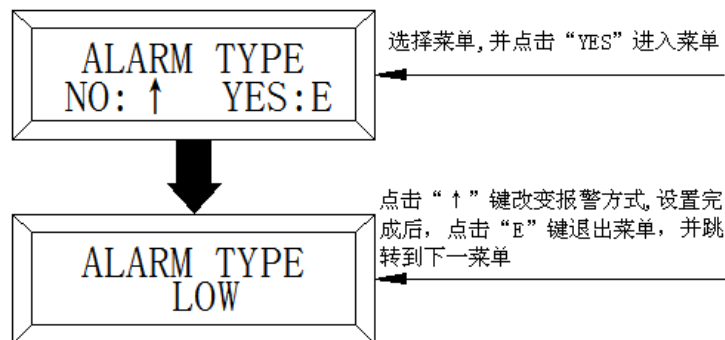 ALARM TYPE
NO:↑ YES:E
选择菜单,并点击“YES”进入菜单
ALARM TYPE
LOW
点击“↑”键改变报警方式,设置完
成后，点击“E”键退出菜单，并跳
转到下一菜单